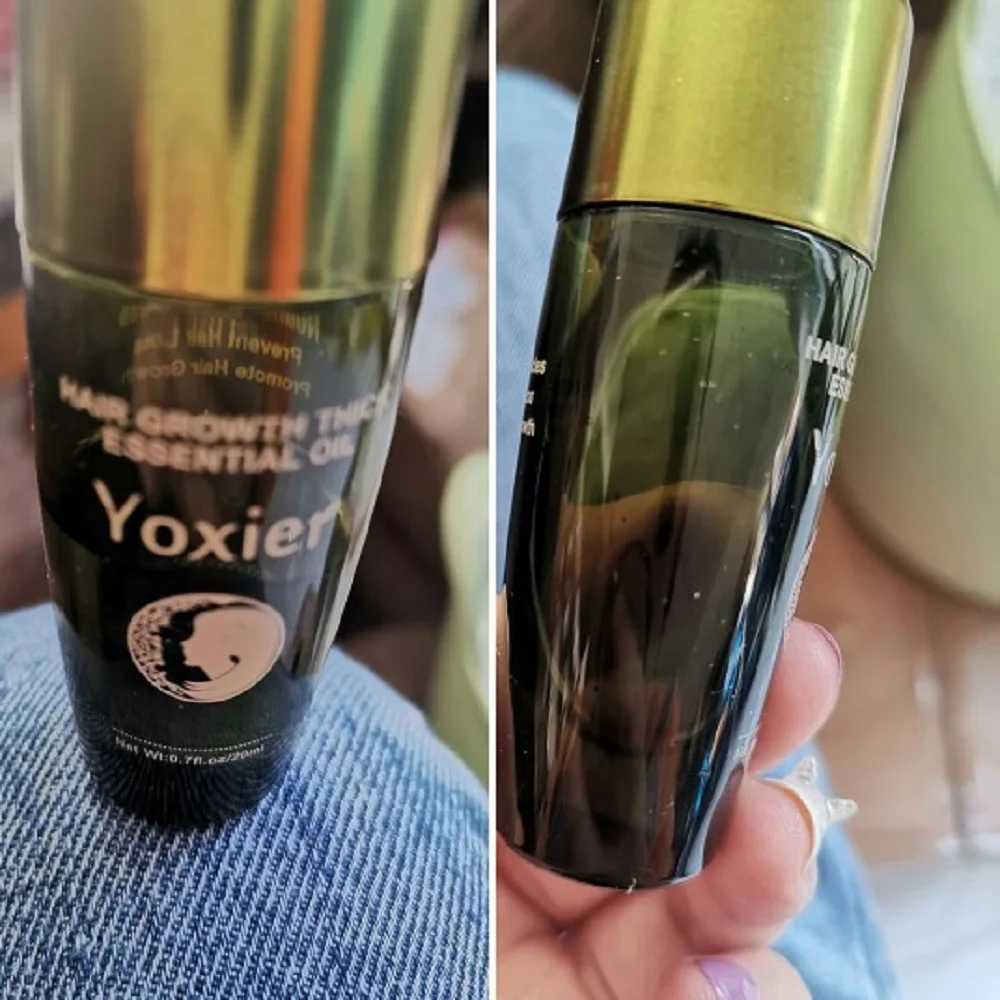 Prevent Hair Loss
Promote Hair Growth
HAIR GROWTH THICK
ESSENTIAL OIL
Yoxier
Net Wt:0.7fl.oz/20ml
HAIR G
ESSE
Yo